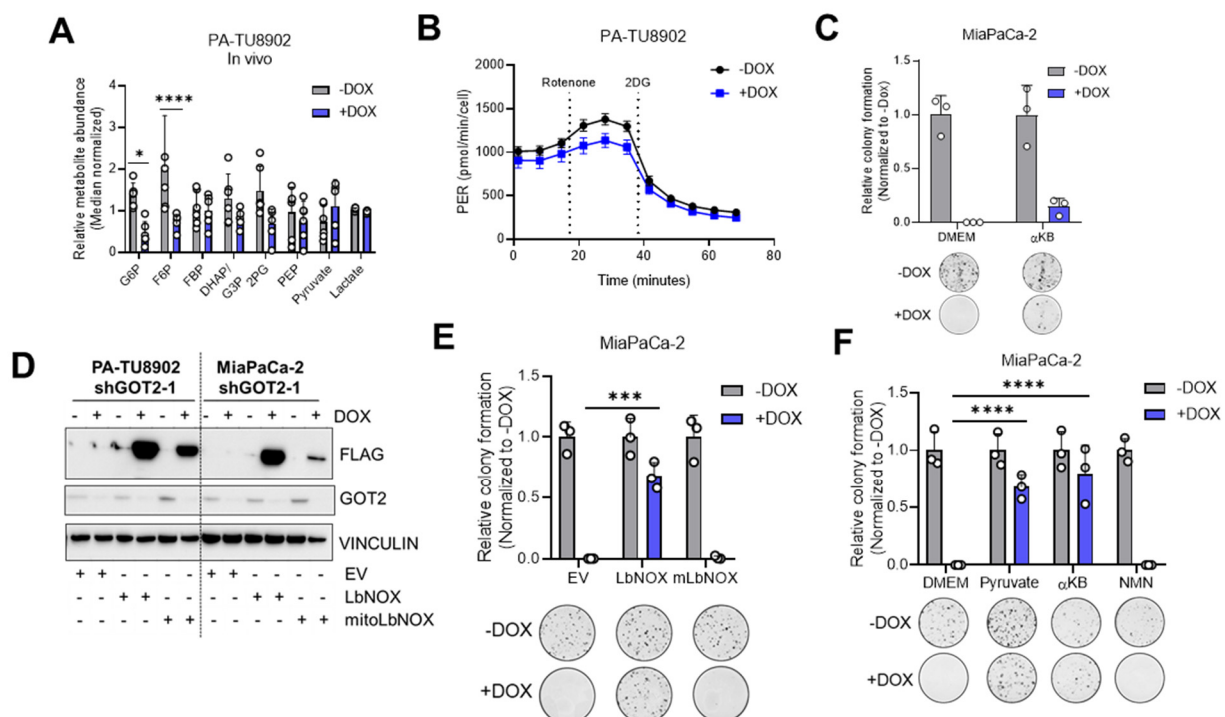 A
PA-TU8902
In vivo
Relative metabolite abundance
(Median normalized)
4
3
2
1
0
*
****
-DOX
+DOX
G6P
F6P
FBP
DHAP/
G3P
2PG
PEP
Pyruvate
Lactate
B
PA-TU8902
PER (pmol/min/cell)
2000
1500
1000
500
0
Rotenone
2DG
-DOX
+DOX
0 20 40 60 80
Time (minutes)
C
MiaPaCa-2
Relative colony formation
(Normalized to -Dox)
1.5
1.0
0.5
0.0
-DOX
+DOX
DMEM αKB
-DOX
+DOX
D
PA-TU8902
shGOT2-1
MiaPaCa-2
shGOT2-1
- + - + - + - + - + - + DOX
FLAG
GOT2
VINCULIN
+ + - - - - + + - - - - EV
- - + + - - - - + + - - LbNOX
- - - - + + - - - - + + mitoLbNOX
E
MiaPaCa-2
Relative colony formation
(Normalized to -DOX)
1.5
1.0
0.5
0.0
***
-DOX
+DOX
EV LbNOX mLbNOX
-DOX
+DOX
F
MiaPaCa-2
Relative colony formation
(Normalized to -DOX)
1.5
1.0
0.5
0.0
****
****
-DOX
+DOX
DMEM Pyruvate αKB NMN
-DOX
+DOX